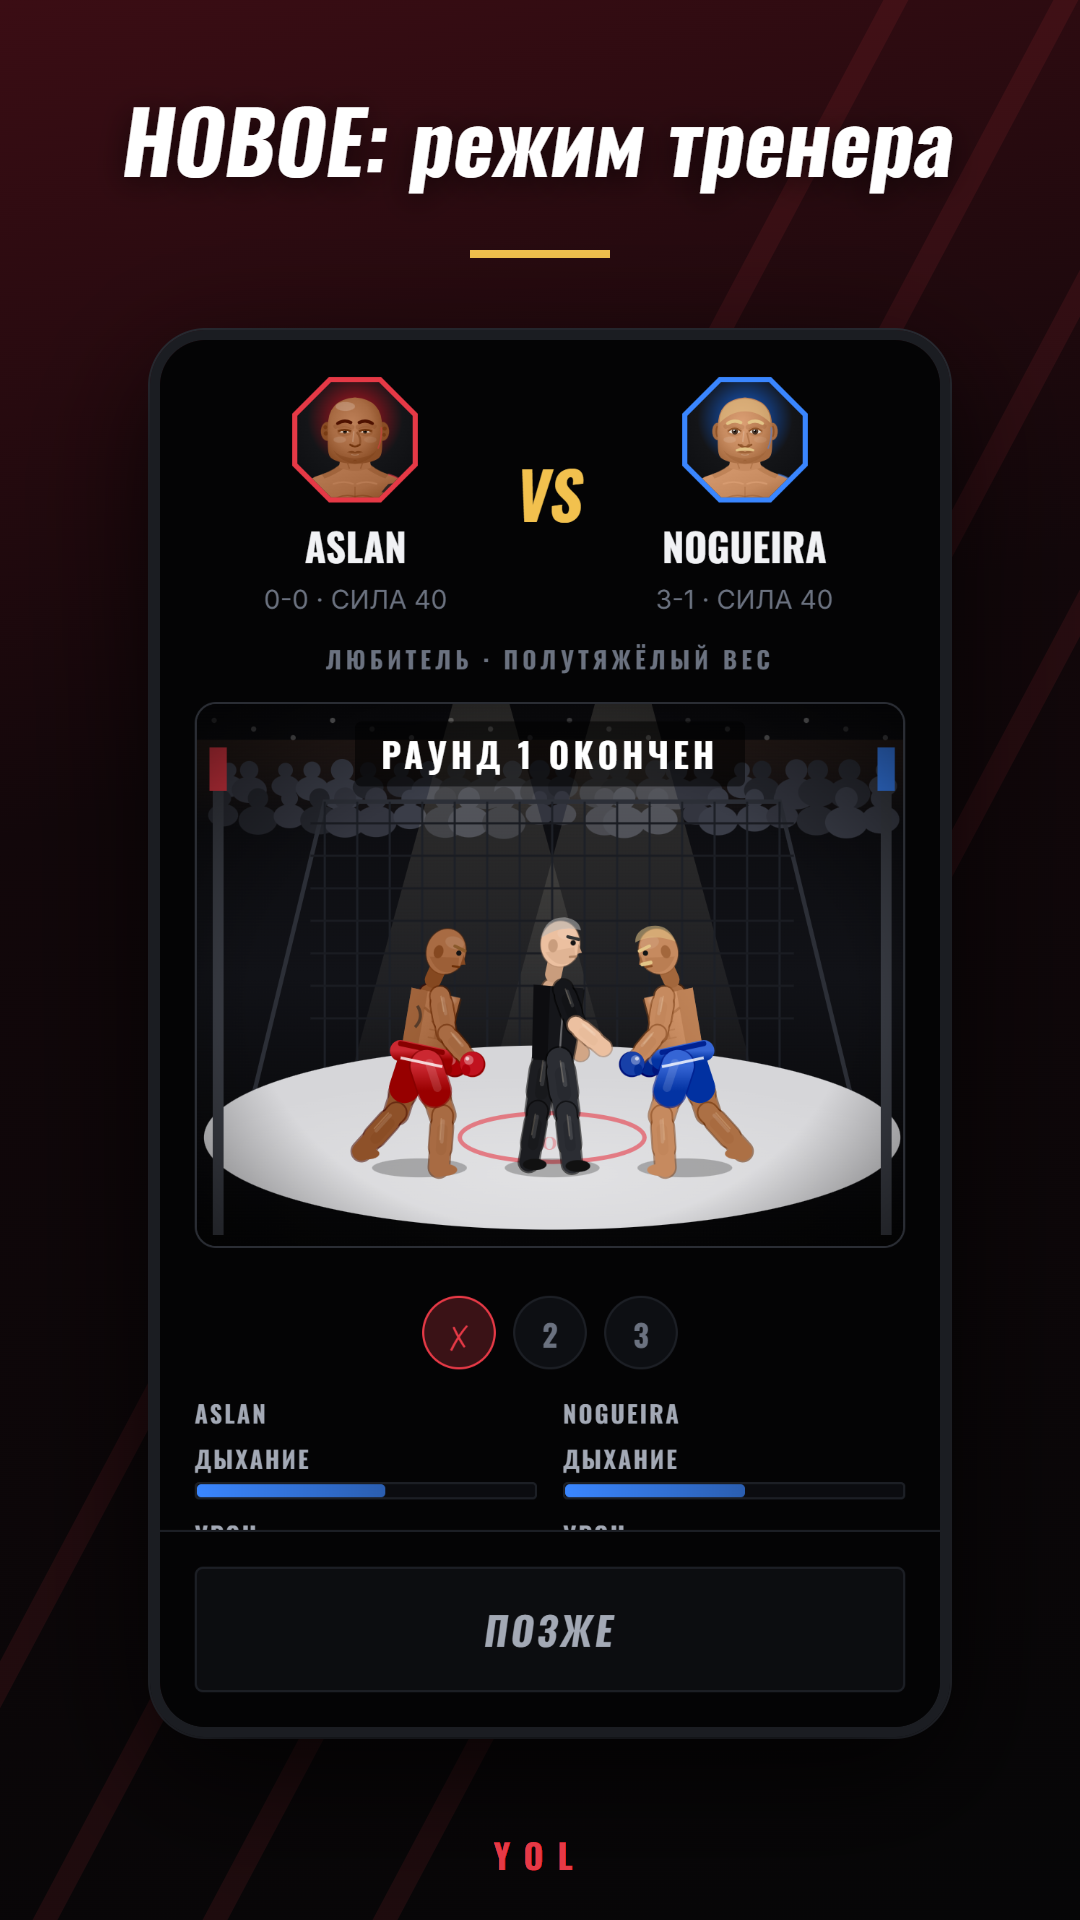 НОВОЕ: режим тренера
VS
ASLAN
NOGUEIRA
0-0 · СИЛА 40
3-1 · СИЛА 40
ЛЮБИТЕЛЬ · ПОЛУТЯЖЁЛЫЙ ВЕС
РАУНД 1 ОКОНЧЕН
X
2
3
ASLAN
NOGUEIRA
ДЫХАНИЕ
ДЫХАНИЕ
ПОЗЖЕ
YOL